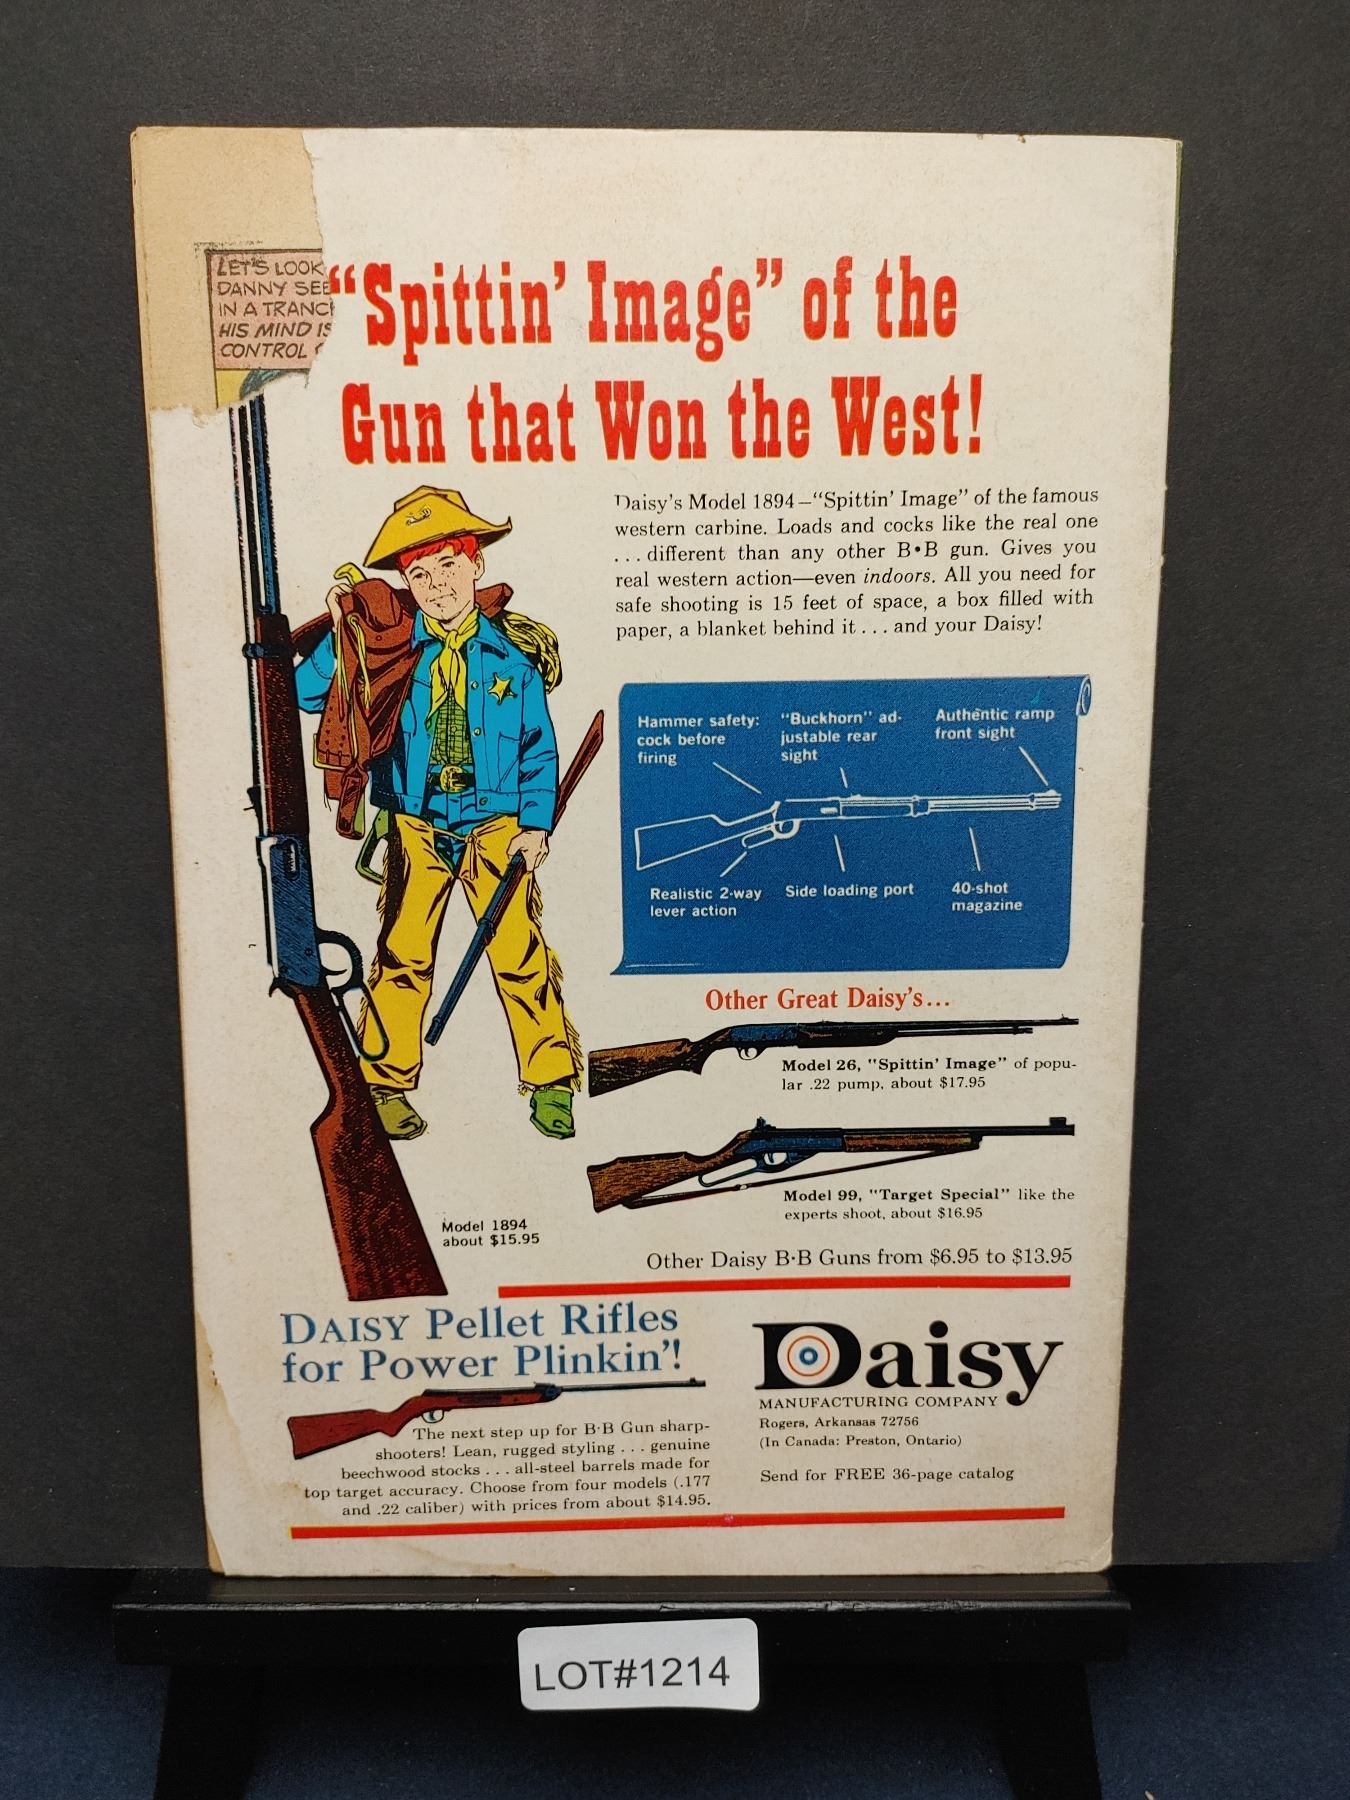 LET'S LOOK
DANNY SEE
IN A
HIS MIND IS
CONTROL
“Spittin’ Image” of the
Gun that Won the West!
Daisy’s Model 1894—“Spittin’ Image” of the famous
western carbine. Loads and cocks like the real one
... different than any other B•B gun. Gives you
real western action—even indoors. All you need for
safe shooting is 15 feet of space, a box filled with
paper, a blanket behind it ... and your Daisy!
Hammer safety:
cock before
firing
"Buckhorn" ad-
justable rear
sight
Authentic ramp
front sight
Realistic 2-way
lever action
Side loading port
40-shot
magazine
Other Great Daisy’s...
Model 26, "Spittin’ Image" of popu-
lar .22 pump, about $17.95
Model 99, "Target Special" like the
experts shoot, about $16.95
Model 1894
about $15.95
Other Daisy B·B Guns from $6.95 to $13.95
DAISY Pellet Rifles
for Power Plinkin’!
The next step up for B·B Gun sharp-
shooters! Lean, rugged styling . . . genuine
beechwood stocks . . . all-steel barrels made for
top target accuracy. Choose from four models (.177
and .22 caliber) with prices from about $14.95.
Daisy
MANUFACTURING COMPANY
Rogers, Arkansas 72756
(In Canada: Preston, Ontario)
Send for FREE 36-page catalog
LOT#1214